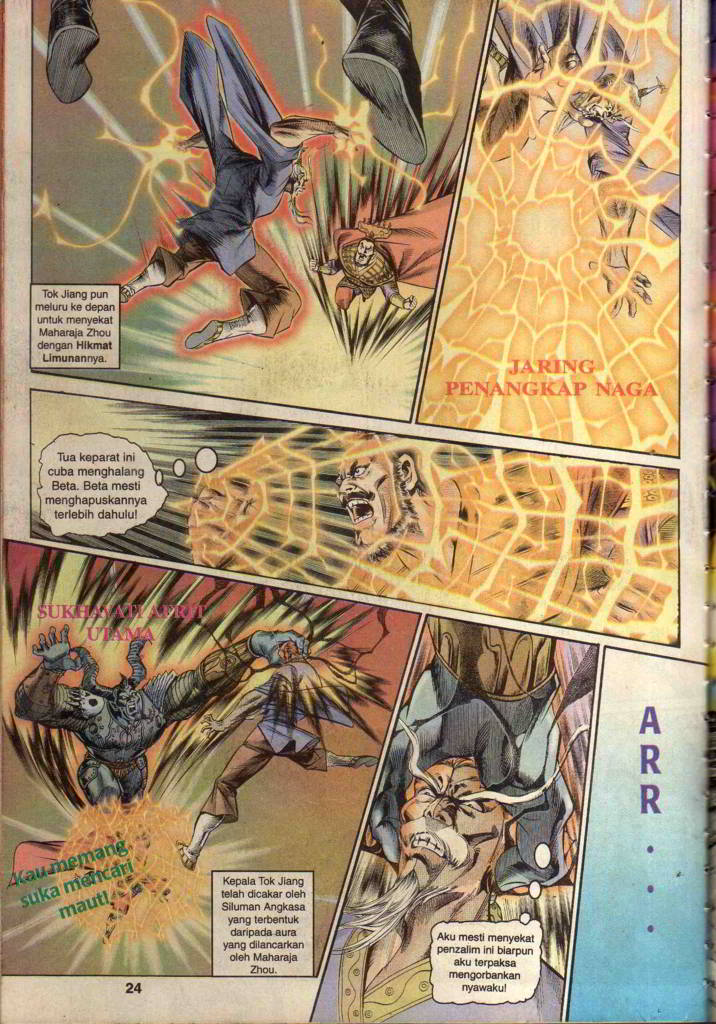 Tok Jiang pun
meluru ke depan
untuk menyekat
Maharaja Zhou
dengan Hikmat
Limunannya.
JARING
PENANGKAP NAGA
Tua keparat ini
cuba menghalang
Beta. Beta mesti
menghapuskannya
terlebih dahulu!
SUKHAVATI AFRIT
UTAMA
Kau memang
suka mencari
maut!
Kepala Tok Jiang
telah dicakar oleh
Siluman Angkasa
yang terbentuk
daripada aura
yang dilancarkan
oleh Maharaja
Zhou.
Aku mesti menyekat
penzalim ini biarpun
aku terpaksa
mengorbankan
nyawaku!
A
R
R
.
.
.
24